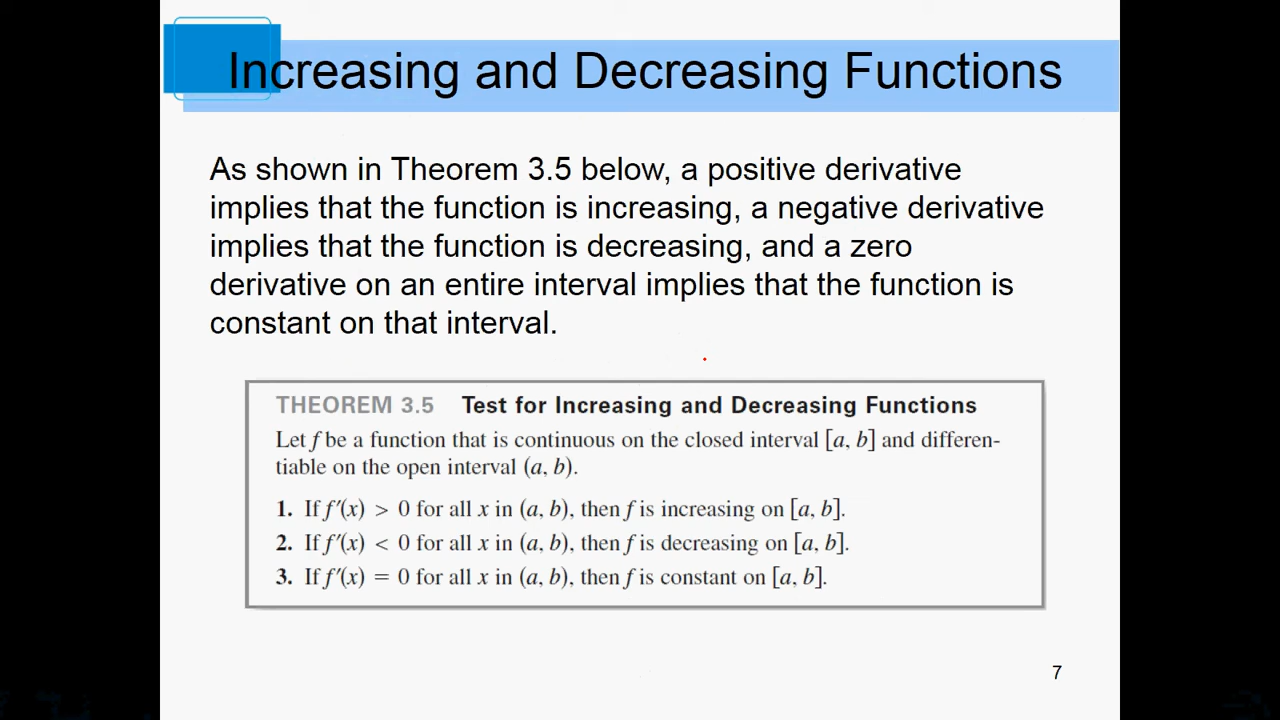 Increasing and Decreasing Functions
As shown in Theorem 3.5 below, a positive derivative
implies that the function is increasing, a negative derivative
implies that the function is decreasing, and a zero
derivative on an entire interval implies that the function is
constant on that interval.
THEOREM 3.5 Test for Increasing and Decreasing Functions
Let f be a function that is continuous on the closed interval [a, b] and differen-
tiable on the open interval (a, b).
1. If f′(x) > 0 for all x in (a, b), then f is increasing on [a, b].
2. If f′(x) < 0 for all x in (a, b), then f is decreasing on [a, b].
3. If f′(x) = 0 for all x in (a, b), then f is constant on [a, b].
7